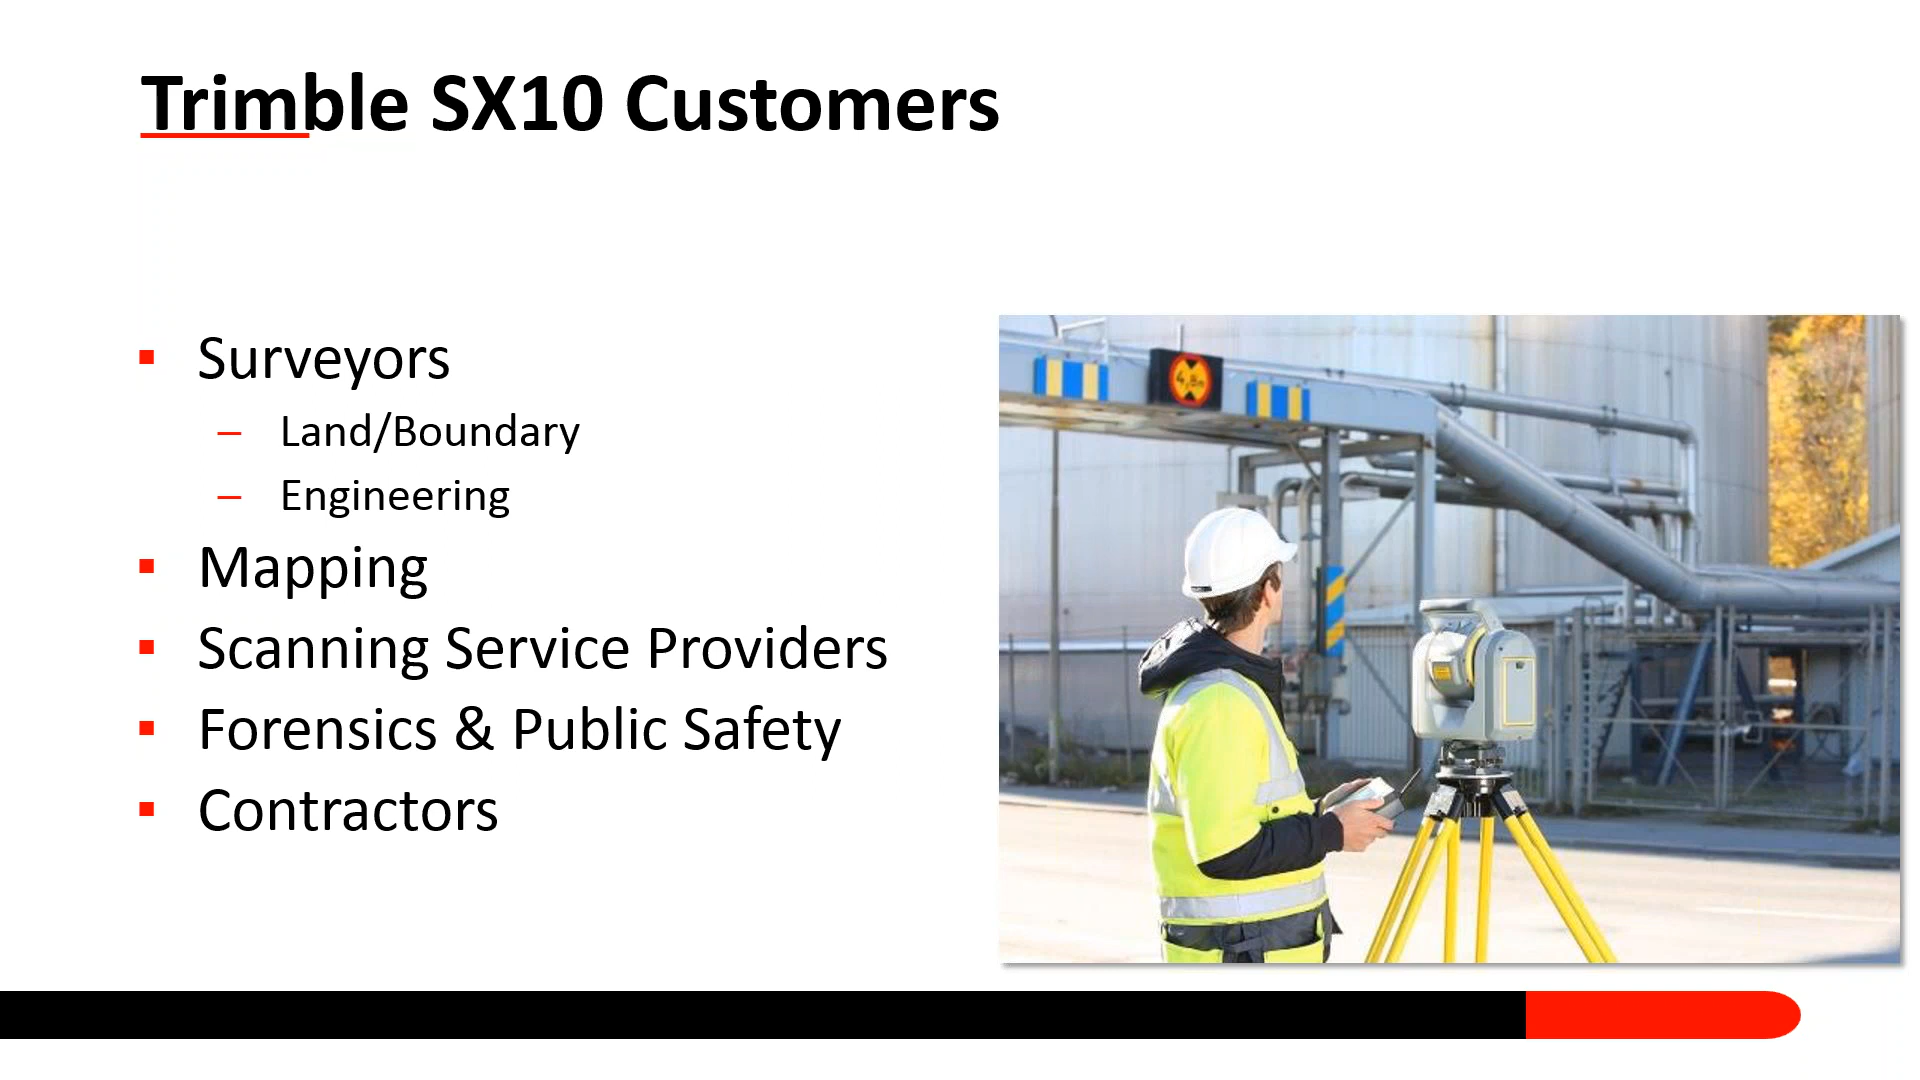 Trimble SX10 Customers
▪ Surveyors
– Land/Boundary
– Engineering
▪ Mapping
▪ Scanning Service Providers
▪ Forensics & Public Safety
▪ Contractors